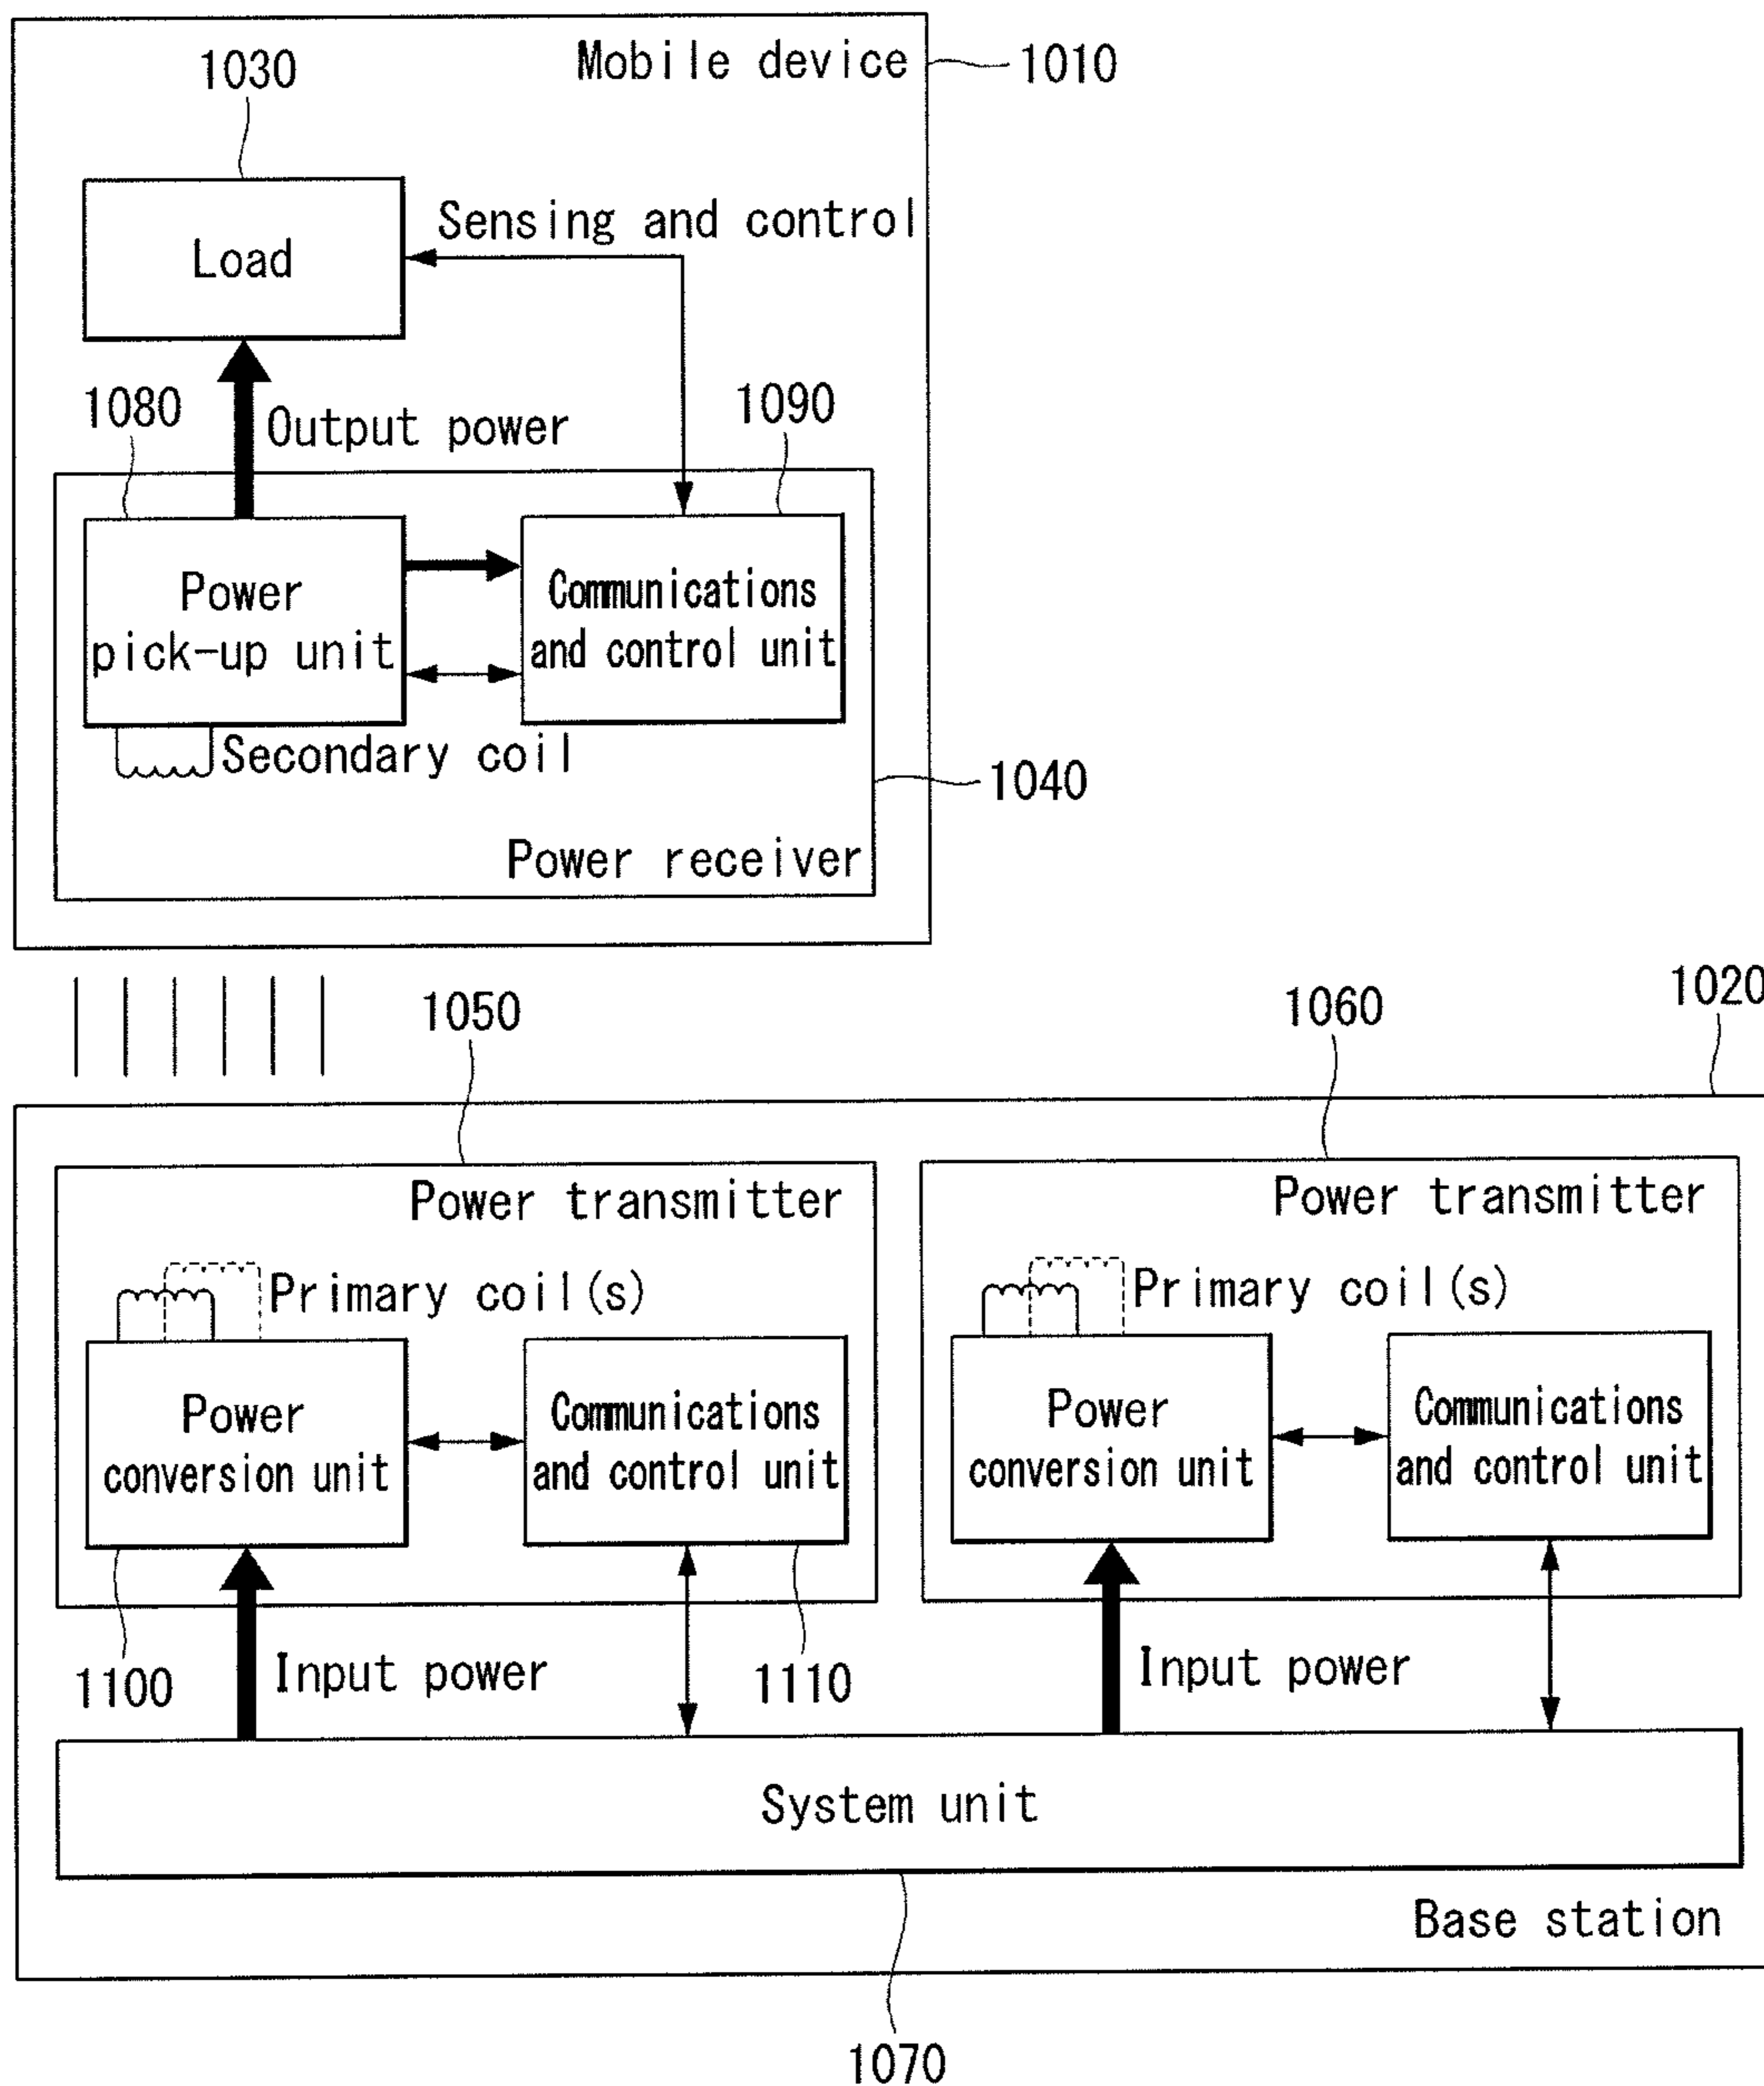 Mobile device
1010
1030
Load
Sensing and control
1080
Output power
1090
Power
pick-up unit
Communications
and control unit
Secondary coil
1040
Power receiver
1050
1060
1020
Power transmitter
Primary coil(s)
Power
conversion unit
Communications
and control unit
Power transmitter
Primary coil(s)
Power
conversion unit
Communications
and control unit
1100
Input power
1110
Input power
System unit
Base station
1070